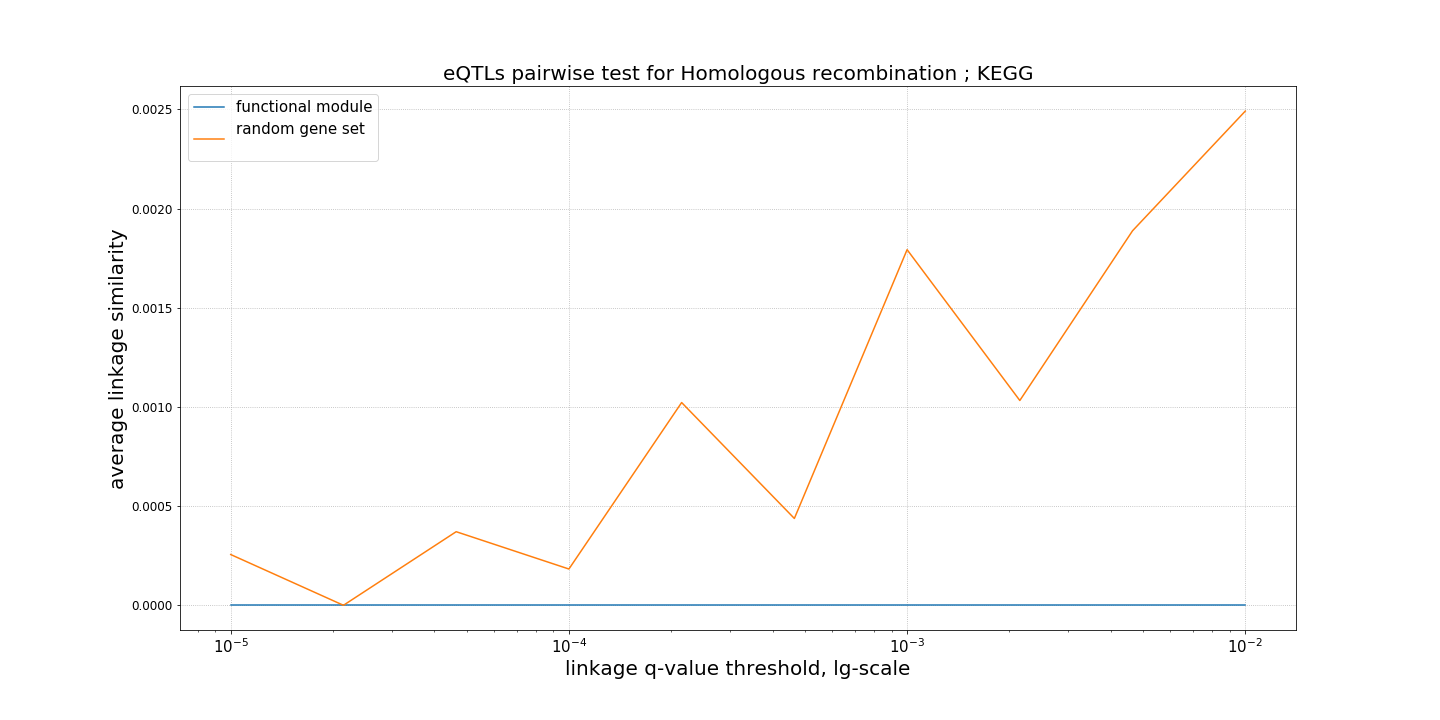 eQTLs pairwise test for Homologous recombination ; KEGG
functional module
random gene set
average linkage similarity
0.0025
0.0020
0.0015
0.0010
0.0005
0.0000
10⁻⁵ 10⁻⁴ 10⁻³ 10⁻²
linkage q-value threshold, lg-scale